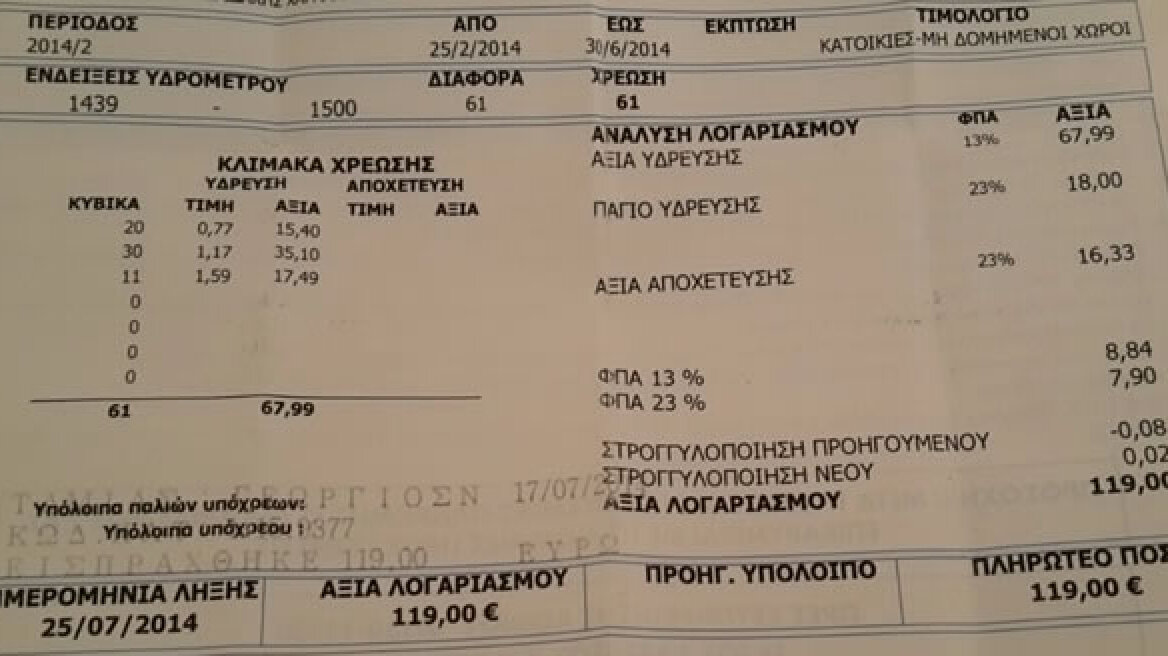 ΠΕΡΙΟΔΟΣ ΑΠΟ ΕΩΣ ΕΚΠΤΩΣΗ ΤΙΜΟΛΟΓΙΟ
2014/2 25/2/2014 30/6/2014 ΚΑΤΟΙΚΙΕΣ-ΜΗ ΔΟΜΗΜΕΝΟΙ ΧΩΡΟΙ
ΕΝΔΕΙΞΕΙΣ ΥΔΡΟΜΕΤΡΟΥ ΔΙΑΦΟΡΑ ΧΡΕΩΣΗ
1439 - 1500 61 61
ΑΝΑΛΥΣΗ ΛΟΓΑΡΙΑΣΜΟΥ ΦΠΑ ΑΞΙΑ
ΑΞΙΑ ΥΔΡΕΥΣΗΣ 13% 67,99
ΠΑΓΙΟ ΥΔΡΕΥΣΗΣ 23% 18,00
ΑΞΙΑ ΑΠΟΧΕΤΕΥΣΗΣ 23% 16,33
ΦΠΑ 13 % 8,84
ΦΠΑ 23 % 7,90
ΣΤΡΟΓΓΥΛΟΠΟΙΗΣΗ ΠΡΟΗΓΟΥΜΕΝΟΥ -0,08
ΣΤΡΟΓΓΥΛΟΠΟΙΗΣΗ ΝΕΟΥ 0,02
ΑΞΙΑ ΛΟΓΑΡΙΑΣΜΟΥ 119,00
ΚΛΙΜΑΚΑ ΧΡΕΩΣΗΣ
ΥΔΡΕΥΣΗ ΑΠΟΧΕΤΕΥΣΗ
ΚΥΒΙΚΑ ΤΙΜΗ ΑΞΙΑ ΤΙΜΗ ΑΞΙΑ
20 0,77 15,40
30 1,17 35,10
11 1,59 17,49
0
0
0
0
61 67,99
17/07/2
Υπόλοιπα παλιών υπόχρεων:
Υπόλοιπα υπόχρεου :
ΕΙΣΠΡΑΧΘΗΚΕ 119,00 ΕΥΡΩ
ΗΜΕΡΟΜΗΝΙΑ ΛΗΞΗΣ ΑΞΙΑ ΛΟΓΑΡΙΑΣΜΟΥ ΠΡΟΗΓ. ΥΠΟΛΟΙΠΟ ΠΛΗΡΩΤΕΟ ΠΟΣ
25/07/2014 119,00 € 119,00 €